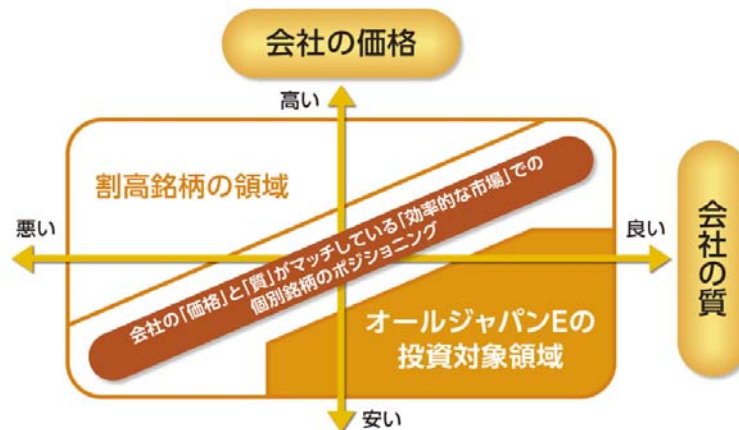 会社の価格
高い
割高銘柄の領域
会社の「価格」と「質」がマッチしている「効率的な市場」での
個別銘柄のポジショニング
悪い
良い
会社の質
オールジャパンEの
投資対象領域
安い